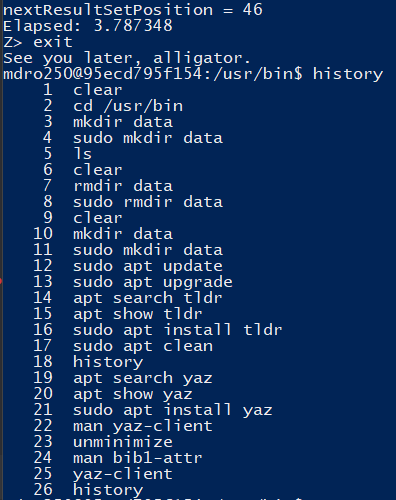 nextResultSetPosition = 46
Elapsed: 3.787348
Z> exit
See you later, alligator.
mdro250@95ecd795f154:/usr/bin$ history
1 clear
2 cd /usr/bin
3 mkdir data
4 sudo mkdir data
5 ls
6 clear
7 rmdir data
8 sudo rmdir data
9 clear
10 mkdir data
11 sudo mkdir data
12 sudo apt update
13 sudo apt upgrade
14 apt search tldr
15 apt show tldr
16 sudo apt install tldr
17 sudo apt clean
18 history
19 apt search yaz
20 apt show yaz
21 sudo apt install yaz
22 man yaz-client
23 unminimize
24 man bib1-attr
25 yaz-client
26 history